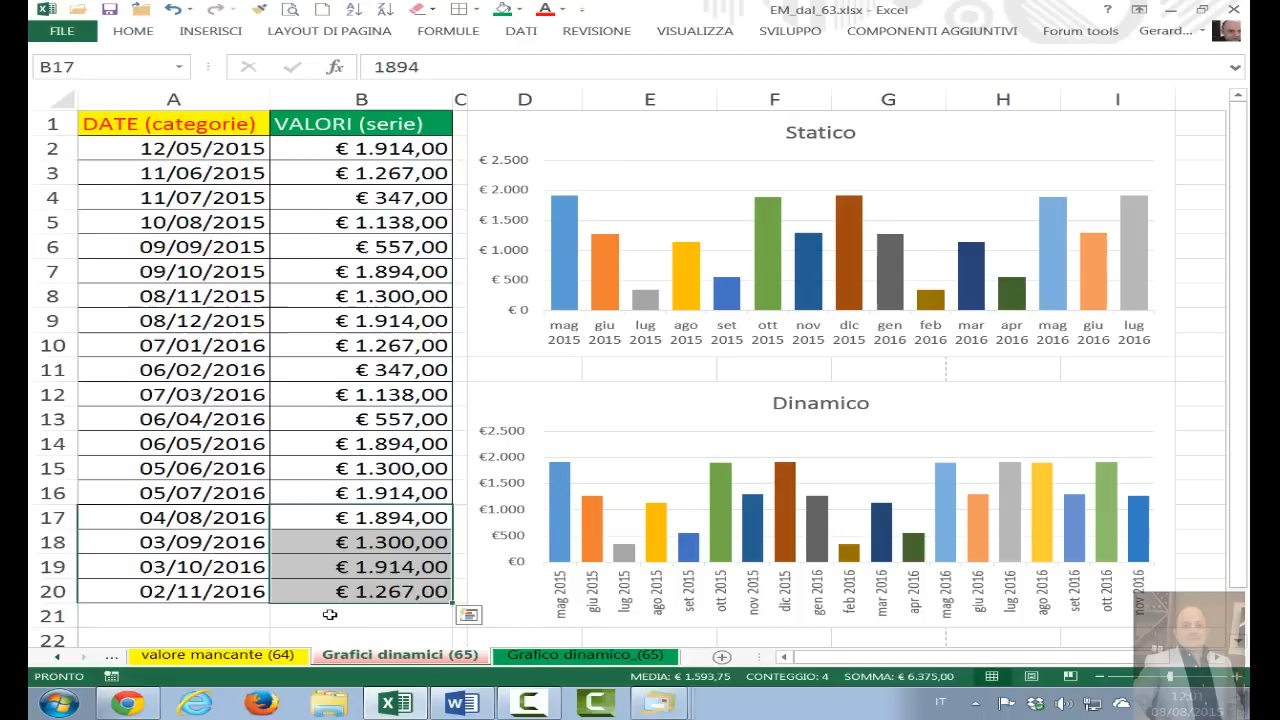 EM_dal_63.xlsx - Excel
FILE HOME INSERISCI LAYOUT DI PAGINA FORMULE DATI REVISIONE VISUALIZZA SVILUPPO COMPONENTI AGGIUNTIVI Forum tools Gerard...
B17 fx 1894
A B C D E F G H I
1 DATE (categorie) VALORI (serie)
2 12/05/2015 € 1.914,00
3 11/06/2015 € 1.267,00
4 11/07/2015 € 347,00
5 10/08/2015 € 1.138,00
6 09/09/2015 € 557,00
7 09/10/2015 € 1.894,00
8 08/11/2015 € 1.300,00
9 08/12/2015 € 1.914,00
10 07/01/2016 € 1.267,00
11 06/02/2016 € 347,00
12 07/03/2016 € 1.138,00
13 06/04/2016 € 557,00
14 06/05/2016 € 1.894,00
15 05/06/2016 € 1.300,00
16 05/07/2016 € 1.914,00
17 04/08/2016 € 1.894,00
18 03/09/2016 € 1.300,00
19 03/10/2016 € 1.914,00
20 02/11/2016 € 1.267,00
21
22
Statico
€ 2.500
€ 2.000
€ 1.500
€ 1.000
€ 500
€ 0
mag giu lug ago set ott nov dic gen feb mar apr mag giu lug
2015 2015 2015 2015 2015 2015 2015 2015 2016 2016 2016 2016 2016 2016 2016
Dinamico
€2.500
€2.000
€1.500
€1.000
€500
€0
mag 2015 giu 2015 lug 2015 ago 2015 set 2015 ott 2015 nov 2015 dic 2015 gen 2016 feb 2016 mar 2016 apr 2016 mag 2016 giu 2016 lug 2016 ago 2016 set 2016 ott 2016 nov 2016
... valore mancante (64) Grafici dinamici (65) Grafico dinamico_(65)
PRONTO MEDIA: € 1.593,75 CONTEGGIO: 4 SOMMA: € 6.375,00
IT 12:01
08/08/2015